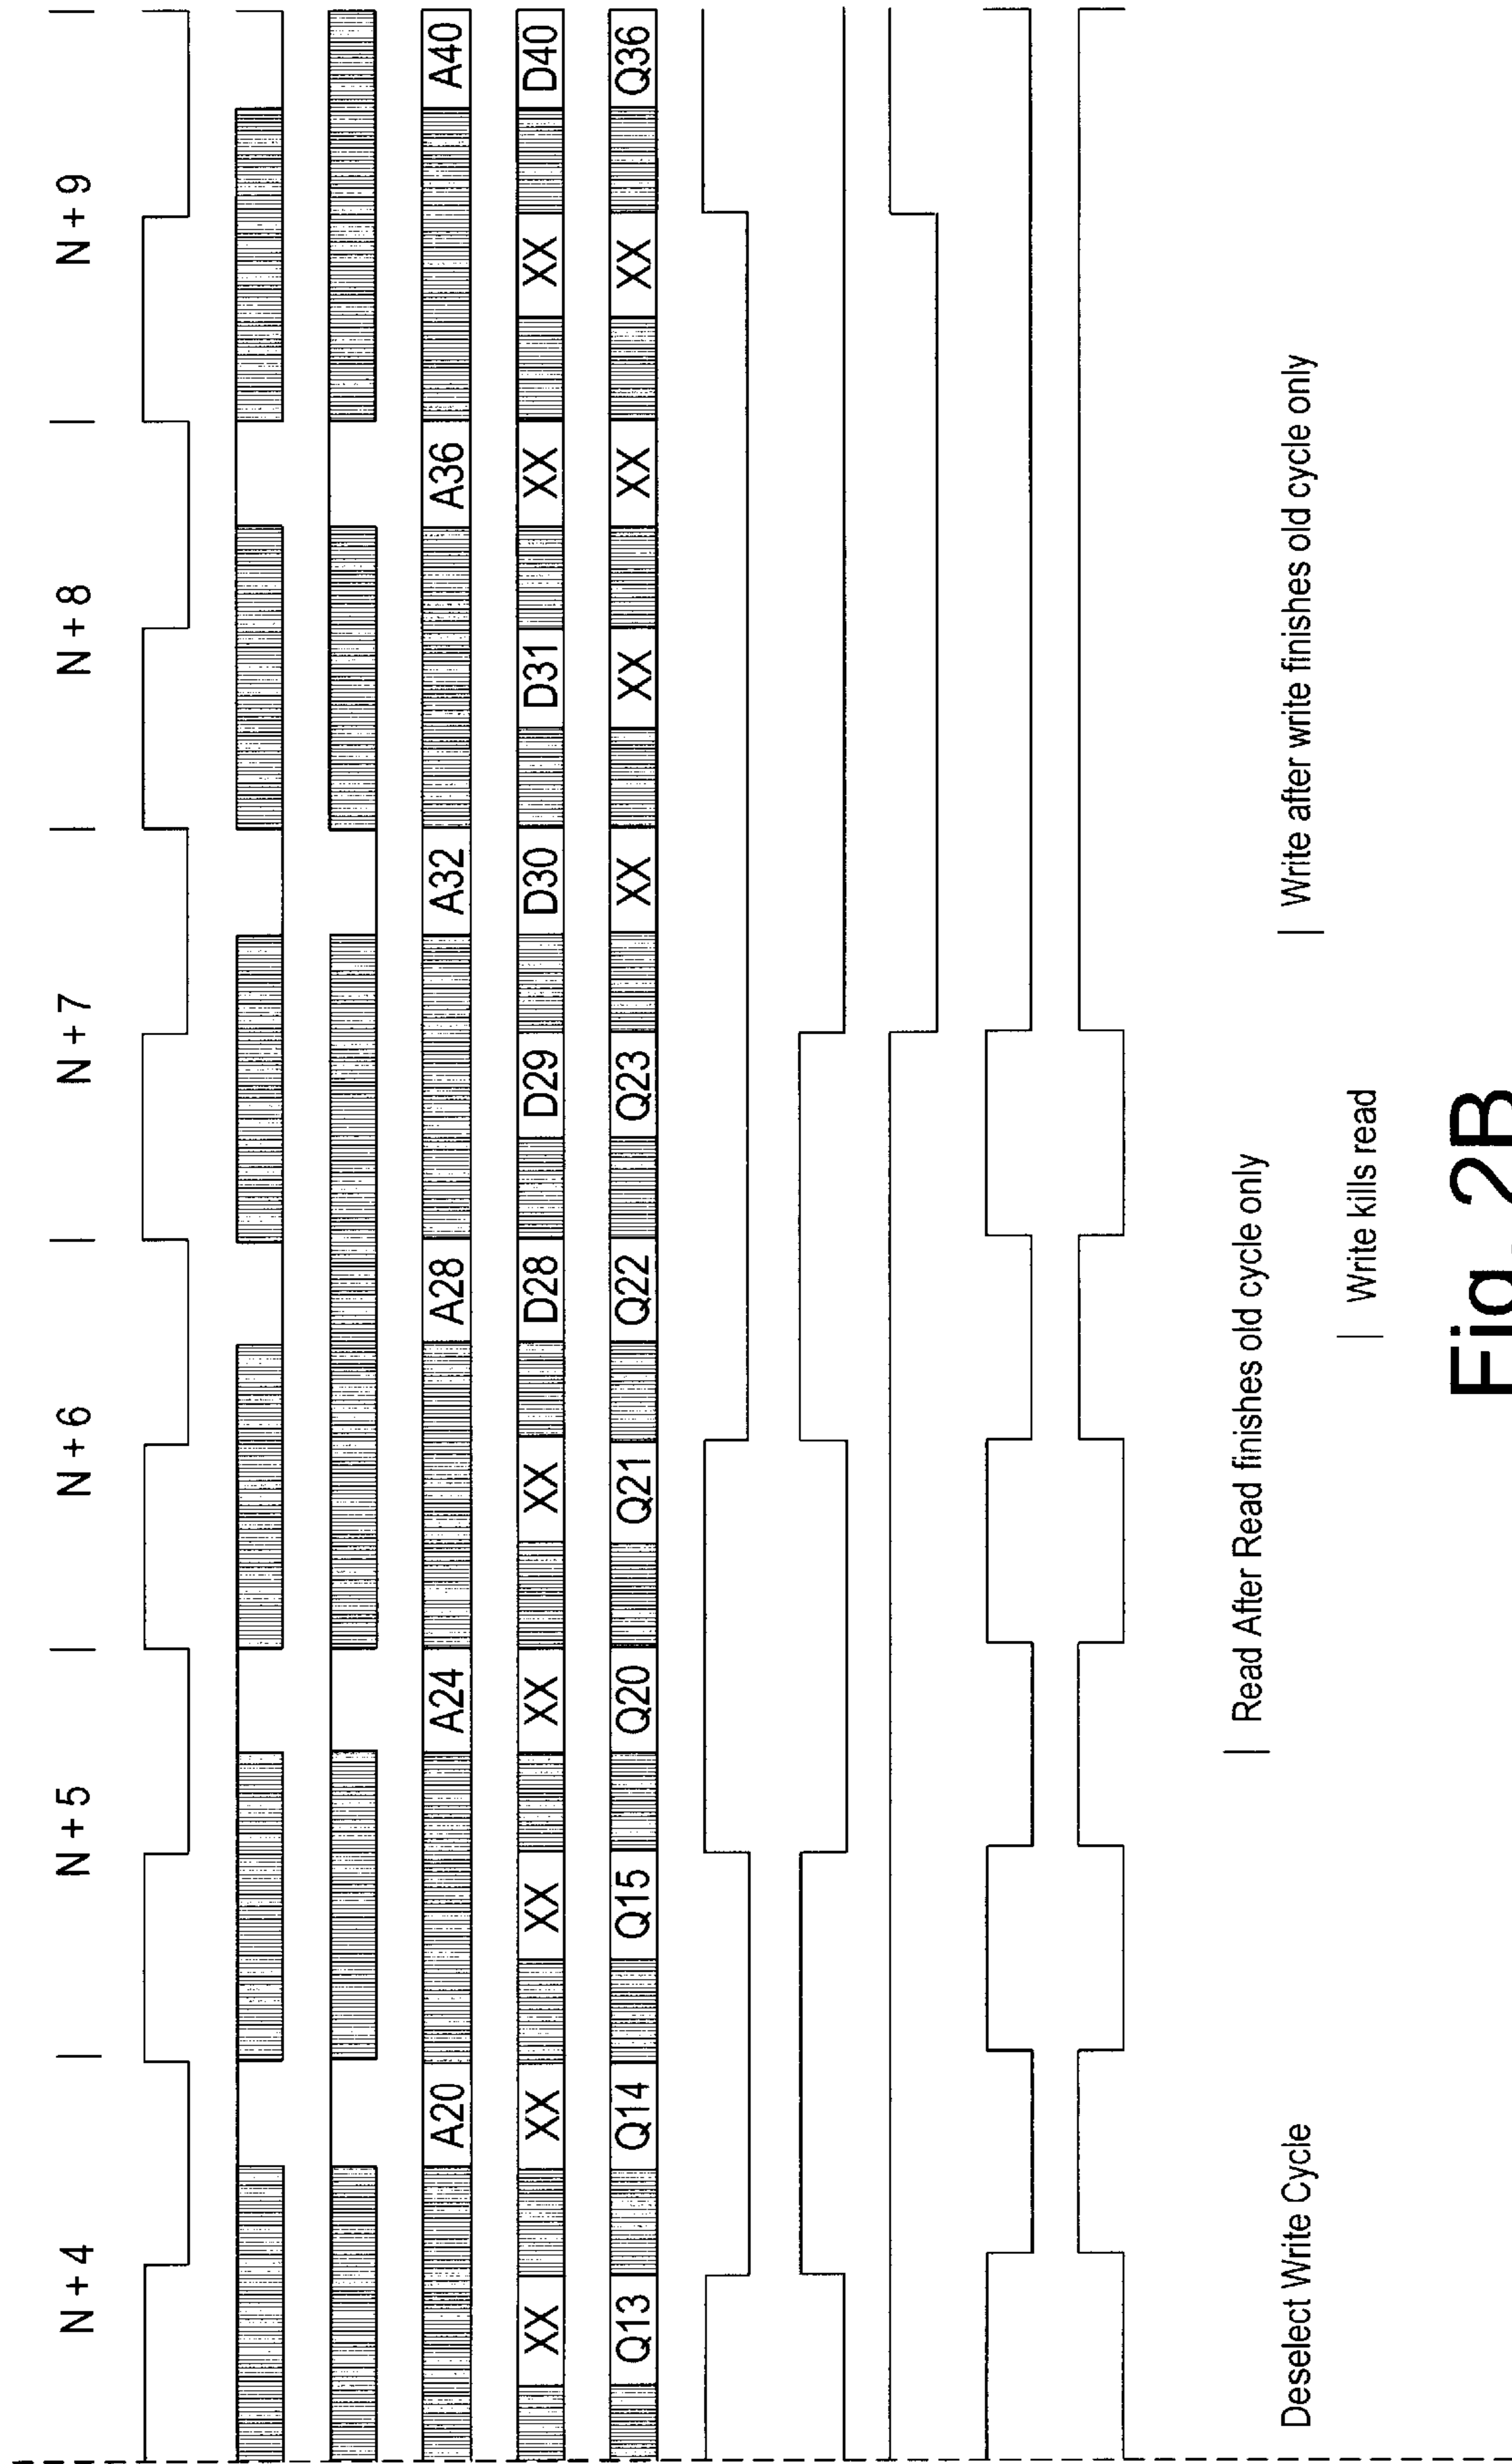 N + 4 N + 5 N + 6 N + 7 N + 8 N + 9
A20 A24 A28 A32 A36 A40
XX XX XX XX XX D28 D29 D30 D31 XX XX D40
Q13 Q14 Q15 Q20 Q21 Q22 Q23 XX XX XX XX Q36
Read After Read finishes old cycle only
Deselect Write Cycle Write after write finishes old cycle only
Write kills read
Fig. 2B